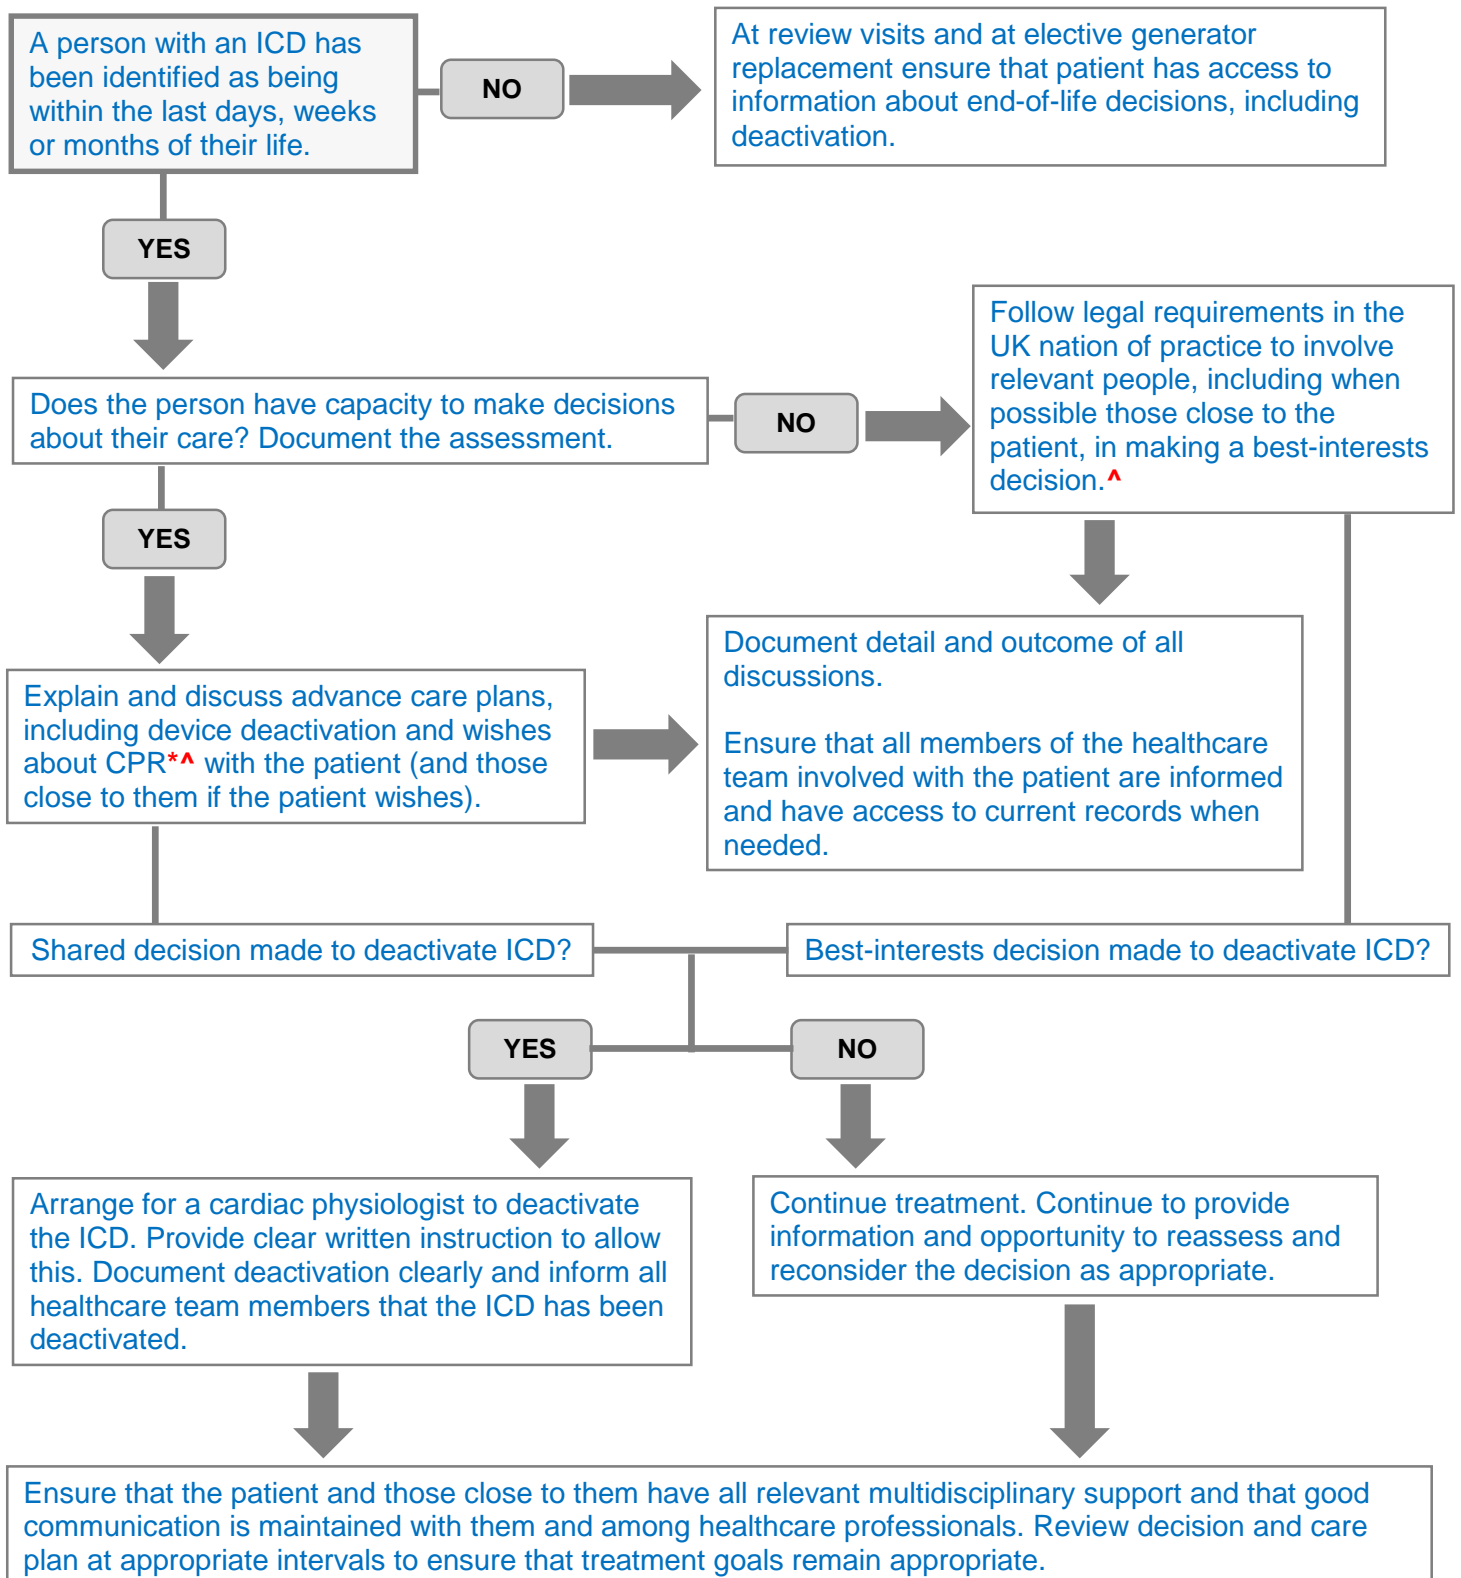 A person with an ICD has
been identified as being
within the last days, weeks
or months of their life.
NO
At review visits and at elective generator
replacement ensure that patient has access to
information about end-of-life decisions, including
deactivation.
YES
Does the person have capacity to make decisions
about their care? Document the assessment.
NO
Follow legal requirements in the
UK nation of practice to involve
relevant people, including when
possible those close to the
patient, in making a best-interests
decision.^
YES
Explain and discuss advance care plans,
including device deactivation and wishes
about CPR*^ with the patient (and those
close to them if the patient wishes).
Document detail and outcome of all
discussions.
Ensure that all members of the healthcare
team involved with the patient are informed
and have access to current records when
needed.
Shared decision made to deactivate ICD?
Best-interests decision made to deactivate ICD?
YES
NO
Arrange for a cardiac physiologist to deactivate
the ICD. Provide clear written instruction to allow
this. Document deactivation clearly and inform all
healthcare team members that the ICD has been
deactivated.
Continue treatment. Continue to provide
information and opportunity to reassess and
reconsider the decision as appropriate.
Ensure that the patient and those close to them have all relevant multidisciplinary support and that good
communication is maintained with them and among healthcare professionals. Review decision and care
plan at appropriate intervals to ensure that treatment goals remain appropriate.